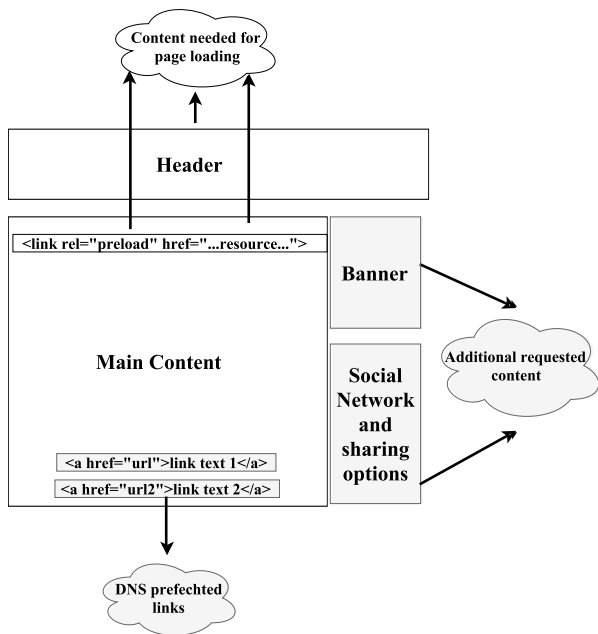 Content needed for
page loading
Header
<link rel="preload" href="...resource...">
Banner
Main Content
Social
Network
and
sharing
options
Additional requested
content
<a href="url">link text 1</a>
<a href="url2">link text 2</a>
DNS prefechted
links